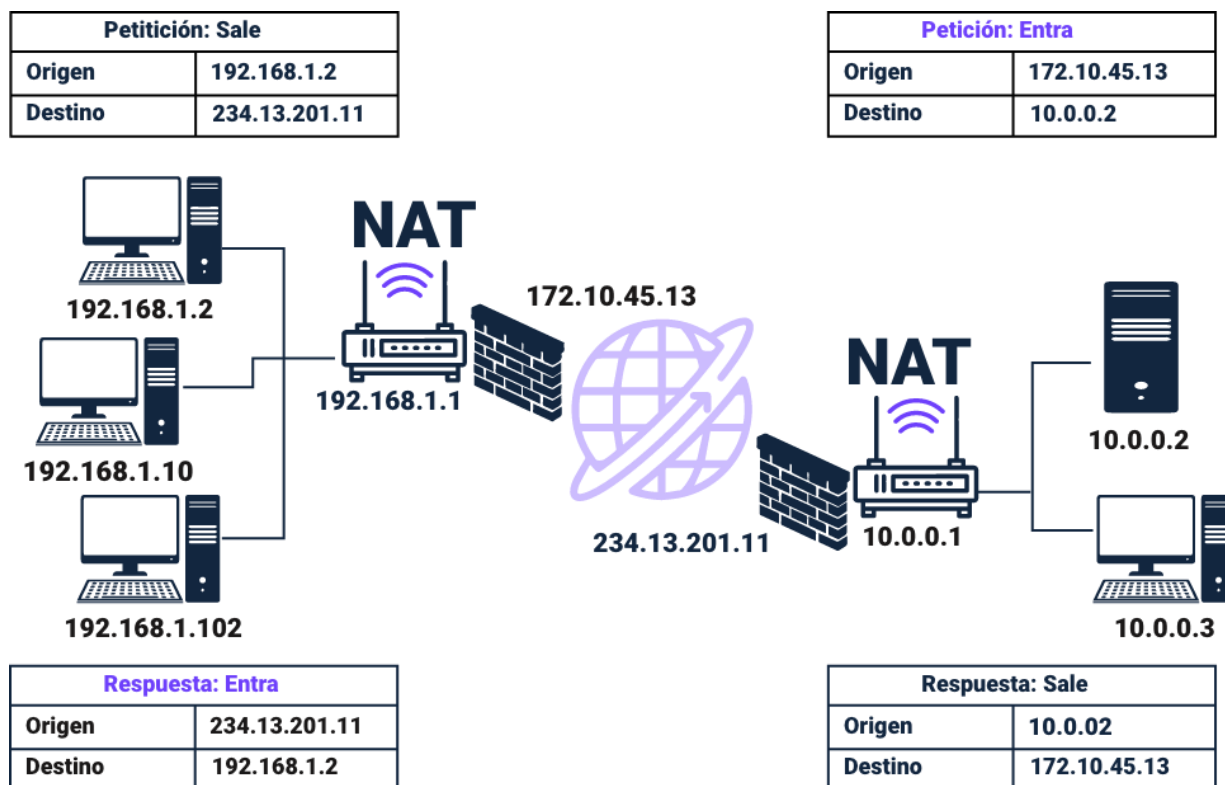 Petitición: Sale
Origen 192.168.1.2
Destino 234.13.201.11
Petición: Entra
Origen 172.10.45.13
Destino 10.0.0.2
NAT
192.168.1.2
172.10.45.13
NAT
192.168.1.1
10.0.0.2
192.168.1.10
234.13.201.11
10.0.0.1
192.168.1.102
10.0.0.3
Respuesta: Entra
Origen 234.13.201.11
Destino 192.168.1.2
Respuesta: Sale
Origen 10.0.02
Destino 172.10.45.13